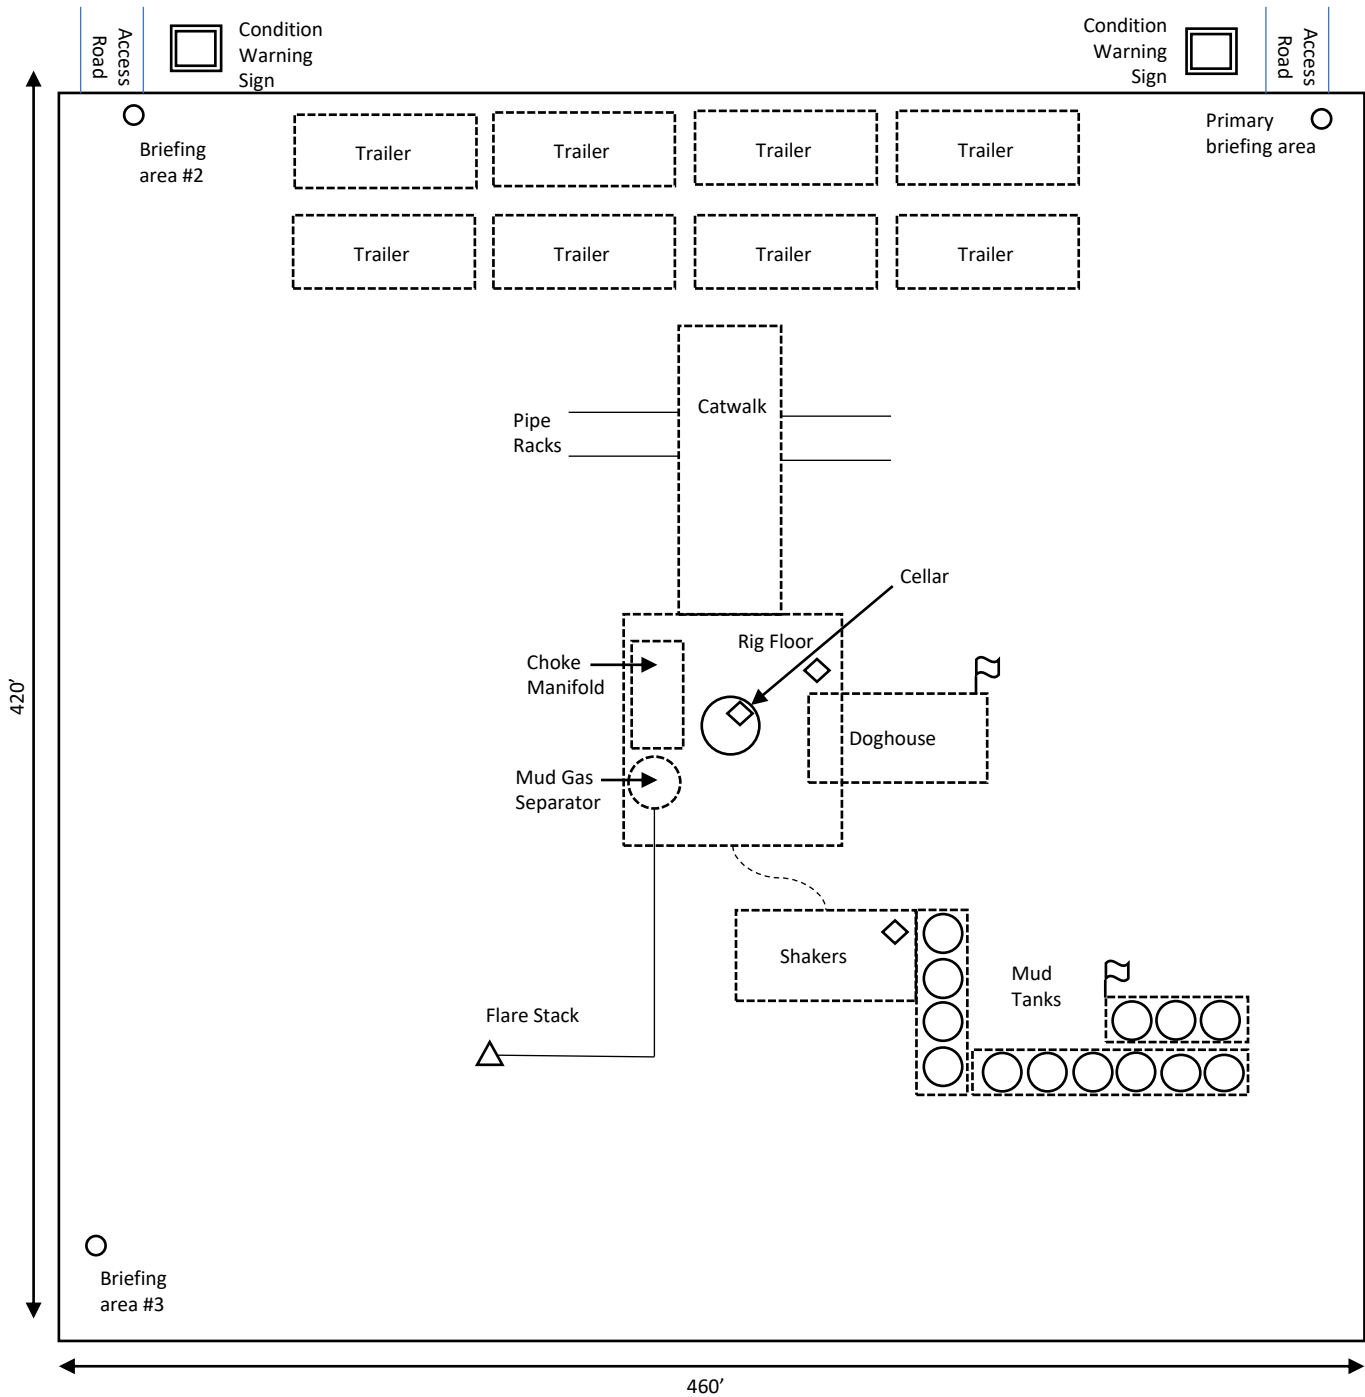 Access
Road
Condition
Warning
Sign
Condition
Warning
Sign
Access
Road
Briefing
area #2
Trailer
Trailer
Trailer
Trailer
Primary
briefing area
Trailer
Trailer
Trailer
Trailer
Pipe
Racks
Catwalk
Cellar
Rig Floor
Choke
Manifold
420’
Doghouse
Mud Gas
Separator
Shakers
Mud
Tanks
Flare Stack
Briefing
area #3
460’